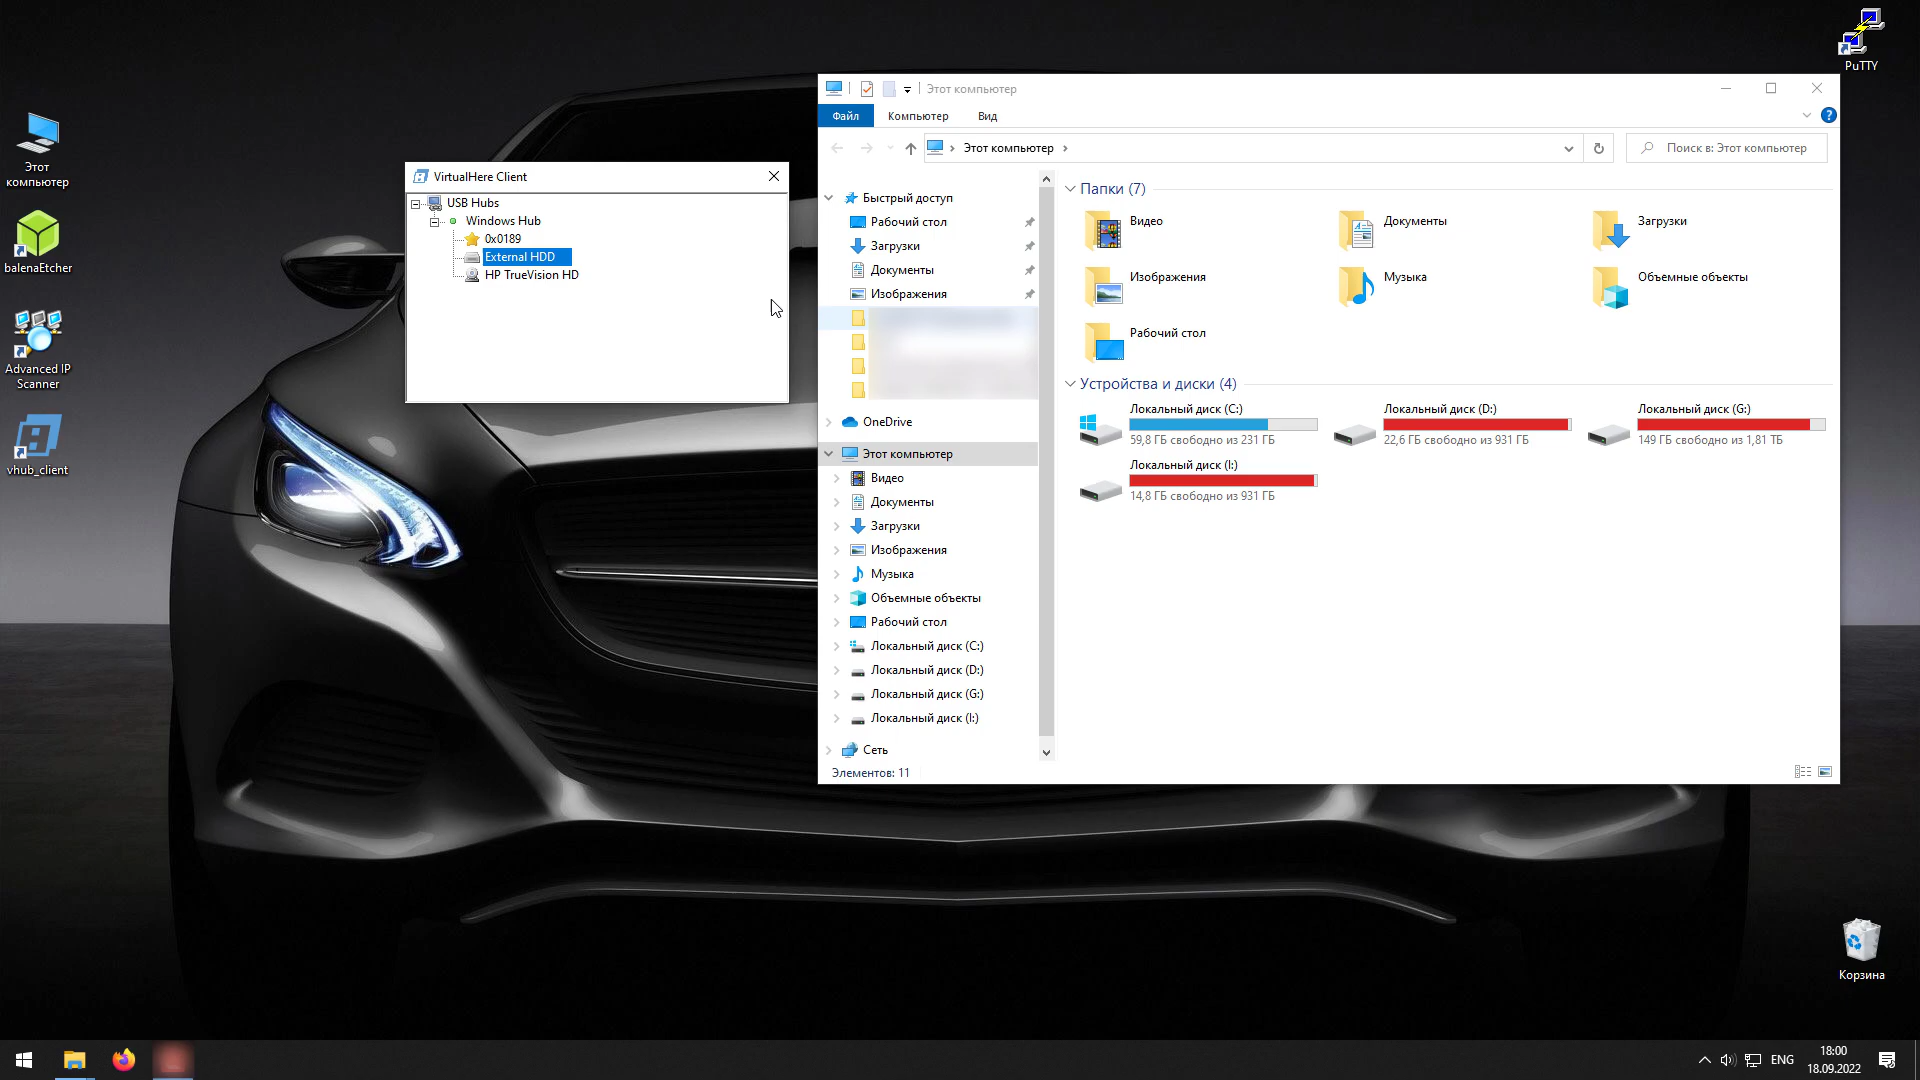 PuTTY
Этот
компьютер
balenaEtcher
Advanced IP
Scanner
vhub_client
VirtualHere Client
USB Hubs
Windows Hub
0x0189
External HDD
HP TrueVision HD
Этот компьютер
Файл
Компьютер
Вид
Этот компьютер
Поиск в: Этот компьютер
Быстрый доступ
Рабочий стол
Загрузки
Документы
Изображения
OneDrive
Этот компьютер
Видео
Документы
Загрузки
Изображения
Музыка
Объемные объекты
Рабочий стол
Локальный диск (C:)
Локальный диск (D:)
Локальный диск (G:)
Локальный диск (I:)
Сеть
Элементов: 11
Папки (7)
Видео
Документы
Загрузки
Изображения
Музыка
Объемные объекты
Рабочий стол
Устройства и диски (4)
Локальный диск (C:)
59,8 ГБ свободно из 231 ГБ
Локальный диск (D:)
22,6 ГБ свободно из 931 ГБ
Локальный диск (G:)
149 ГБ свободно из 1,81 ТБ
Локальный диск (I:)
14,8 ГБ свободно из 931 ГБ
Корзина
ENG
18:00
18.09.2022